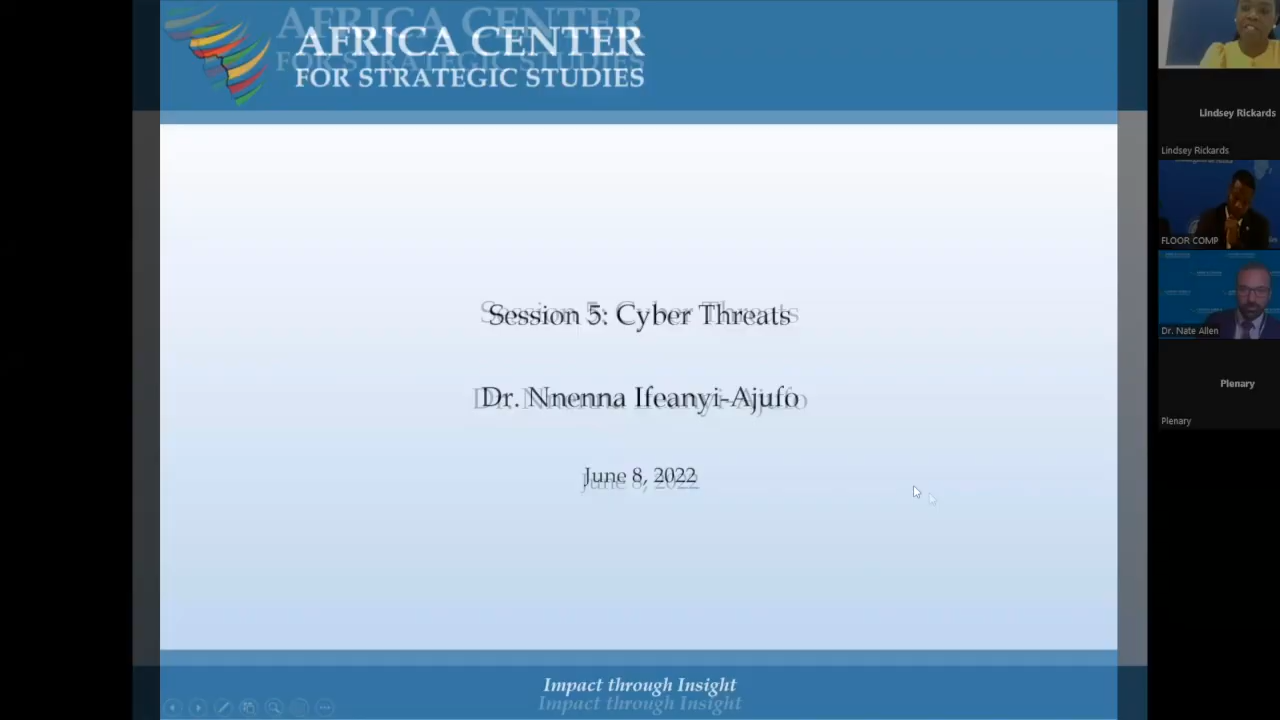 AFRICA CENTER
FOR STRATEGIC STUDIES
Session 5: Cyber Threats
Dr. Nnenna Ifeanyi-Ajufo
June 8, 2022
Impact through Insight
Lindsey Rickards
Lindsey Rickards
FLOOR COMP
Dr. Nate Allen
Plenary
Plenary